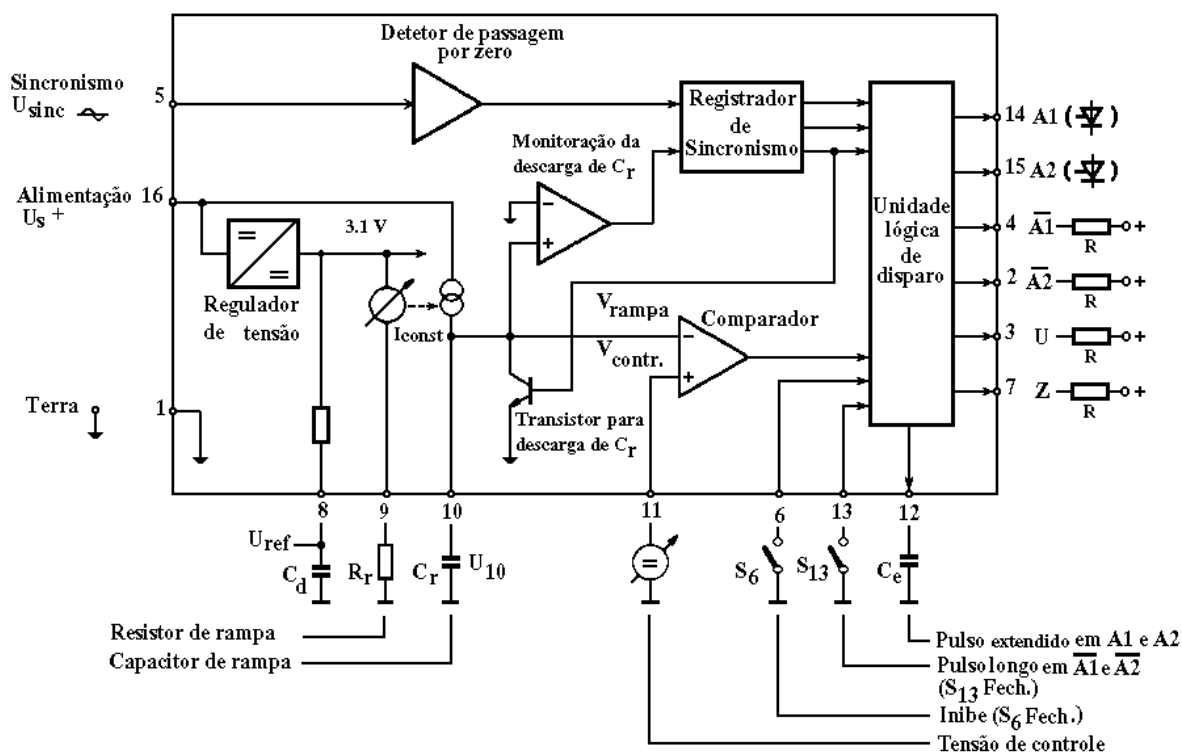 Detetor de passagem
por zero
Sincronismo
Usinc
5
Registrador
de
Sincronismo
14 A1
Monitoração da
descarga de Cr
15 A2
Alimentação 16
Us +
3.1 V
Unidade
lógica
de
disparo
4 A̅1̅ R +
−
+
2 A̅2̅ R +
Regulador
de tensão
Iconst
Vrampa
Comparador
3 U R +
Vcontr.
−
+
7 Z R +
Terra 1
Transistor para
descarga de Cr
8 9 10 11 6 13 12
Uref
Cd
Rr
Cr
U10
=
S6
S13
Ce
Resistor de rampa
Capacitor de rampa
Pulso extendido em A1 e A2
Pulso longo em A̅1̅ e A̅2̅
(S13 Fech.)
Inibe (S6 Fech.)
Tensão de controle